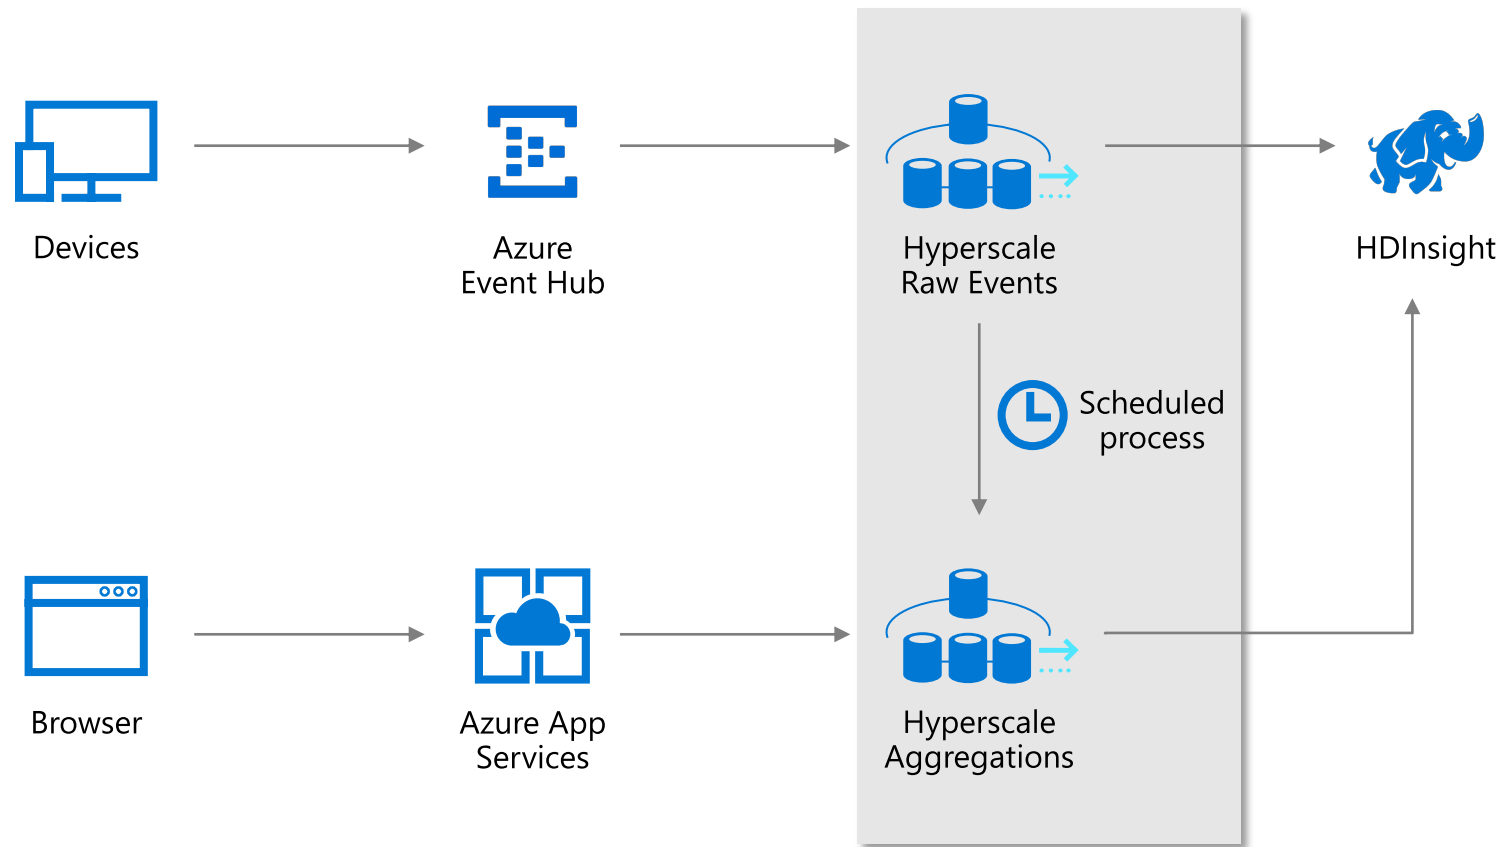 Devices
Azure
Event Hub
Hyperscale
Raw Events
HDInsight
Scheduled
process
Browser
Azure App
Services
Hyperscale
Aggregations